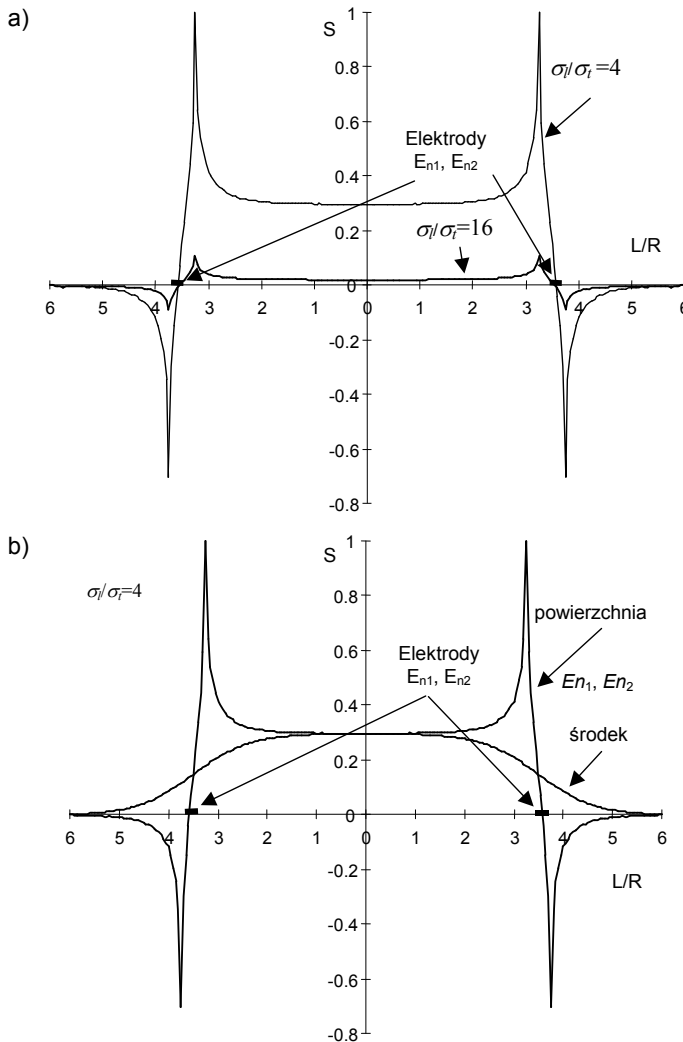 a)
S
1
σl/σt=4
0.8
0.6
Elektrody
En1, En2
0.4
σl/σt=16
L/R
0.2
0
6 5 4 3 2 1 0 1 2 3 4 5 6
-0.2
-0.4
-0.6
-0.8
b)
S
1
σl/σt=4
0.8
powierzchnia
Elektrody
En1, En2
0.6
En1, En2
0.4
środek
0.2
0
6 5 4 3 2 1 0 1 2 3 4 5 6
-0.2
L/R
-0.4
-0.6
-0.8